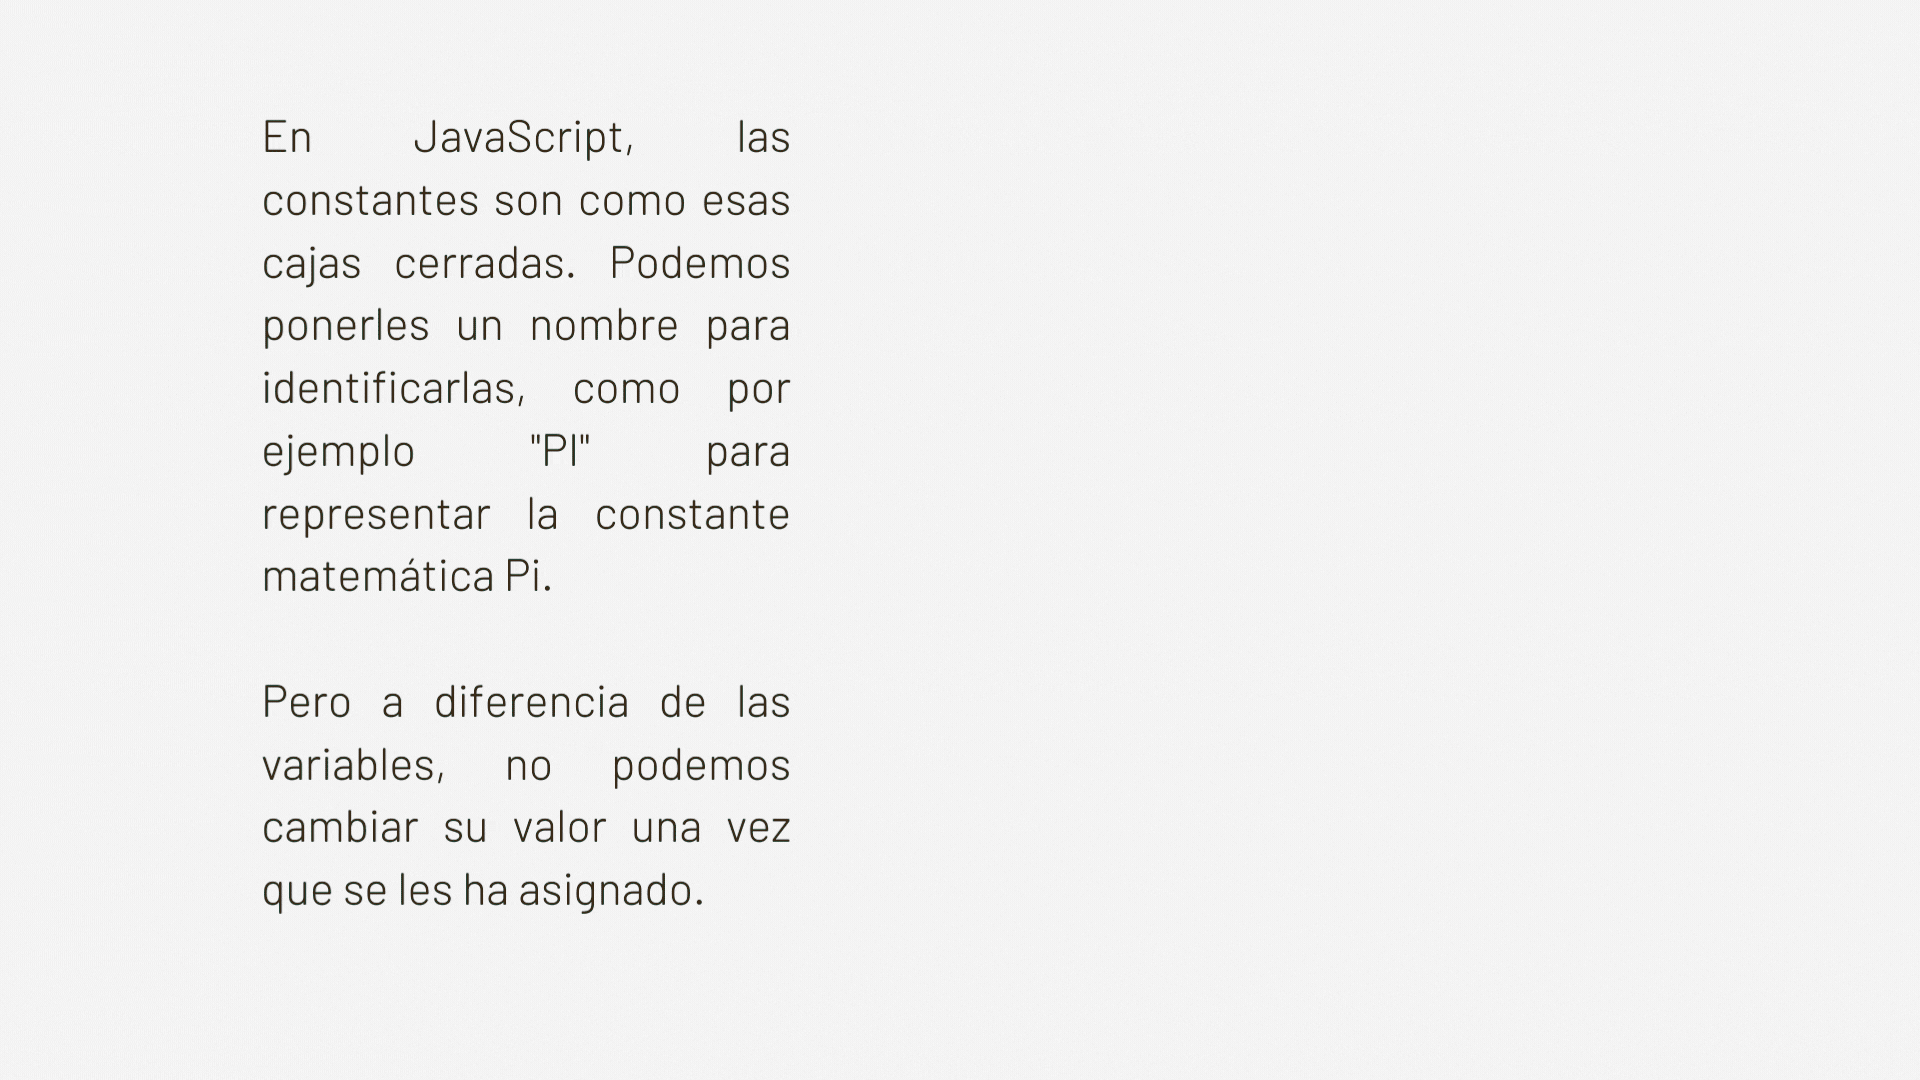 En JavaScript, las
constantes son como esas
cajas cerradas. Podemos
ponerles un nombre para
identificarlas, como por
ejemplo "PI" para
representar la constante
matemática Pi.
Pero a diferencia de las
variables, no podemos
cambiar su valor una vez
que se les ha asignado.